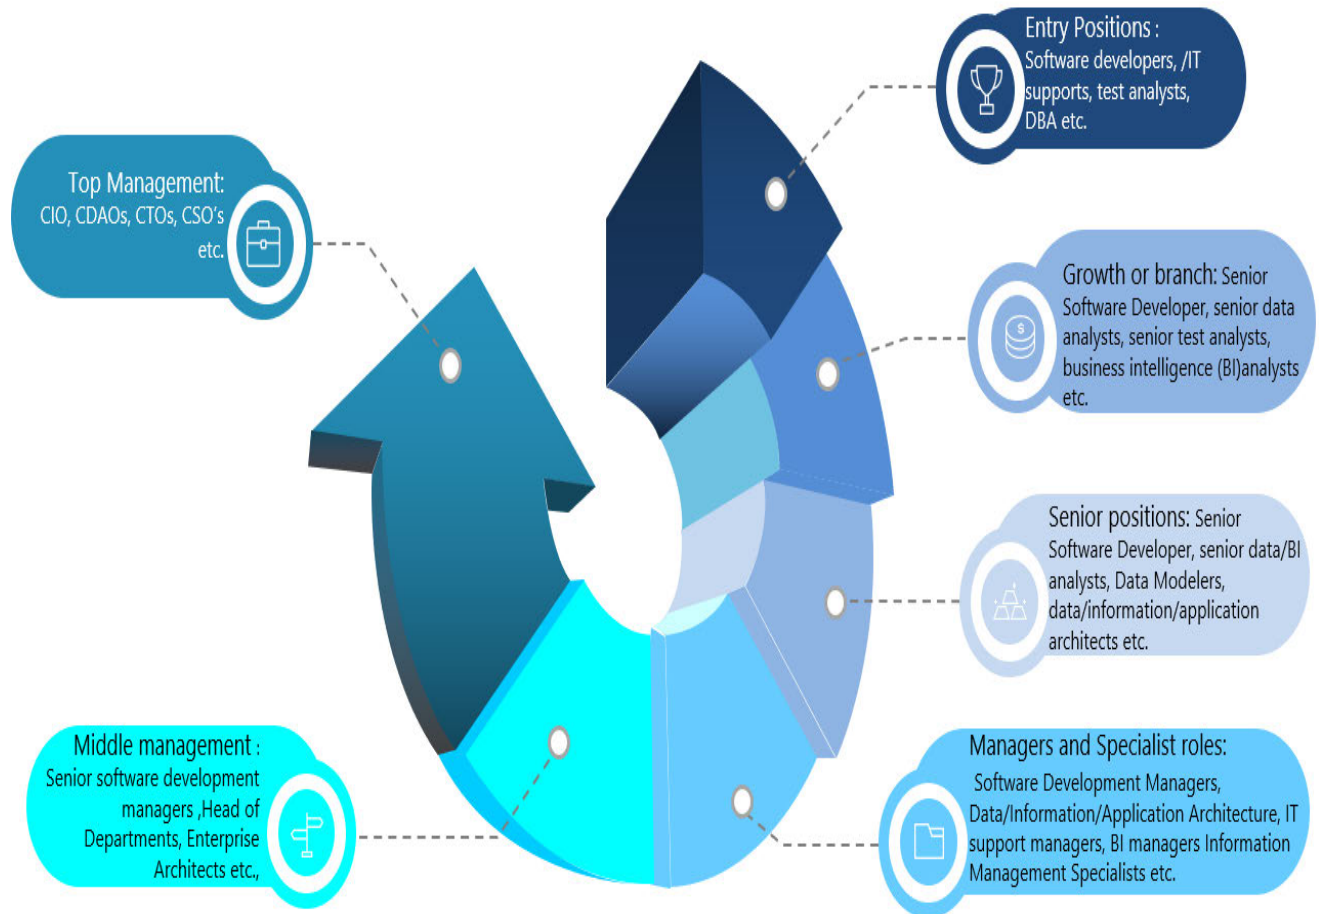 Entry Positions :
Software developers, /IT
supports, test analysts,
DBA etc.
Growth or branch: Senior
Software Developer, senior data
analysts, senior test analysts,
business intelligence (BI)analysts
etc.
$
Senior positions: Senior
Software Developer, senior data/BI
analysts, Data Modelers,
data/information/application
architects etc.
Managers and Specialist roles:
Software Development Managers,
Data/Information/Application Architecture, IT
support managers, BI managers Information
Management Specialists etc.
Middle management :
Senior software development
managers ,Head of
Departments, Enterprise
Architects etc.,
Top Management:
CIO, CDAOs, CTOs, CSO's
etc.